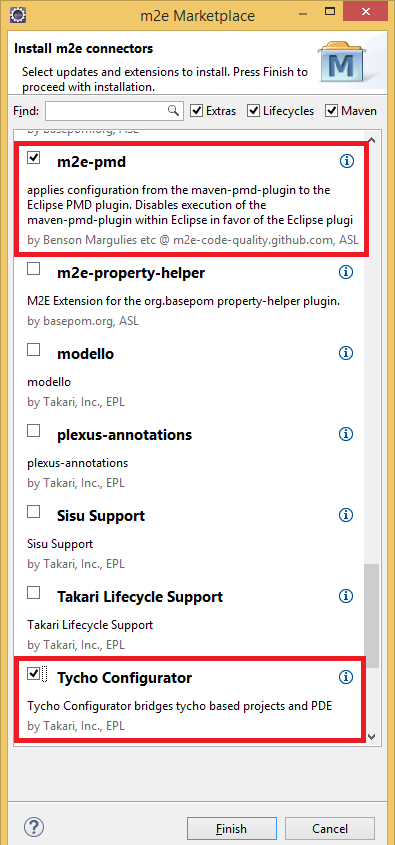 m2e Marketplace
Install m2e connectors
Select updates and extensions to install. Press Finish to
proceed with installation.
M
Find:
Extras
Lifecycles
Maven
by basepom.org, ASL
m2e-pmd
applies configuration from the maven-pmd-plugin to the
Eclipse PMD plugin. Disables execution of the
maven-pmd-plugin within Eclipse in favor of the Eclipse plugi
by Benson Margulies etc @ m2e-code-quality.github.com, ASL
m2e-property-helper
M2E Extension for the org.basepom property-helper plugin.
by basepom.org, ASL
modello
modello
by Takari, Inc., EPL
plexus-annotations
plexus-annotations
by Takari, Inc., EPL
Sisu Support
Sisu Support
by Takari, Inc., EPL
Takari Lifecycle Support
Takari Lifecycle Support
by Takari, Inc., EPL
Tycho Configurator
Tycho Configurator bridges tycho based projects and PDE
by Takari, Inc., EPL
?
Finish
Cancel